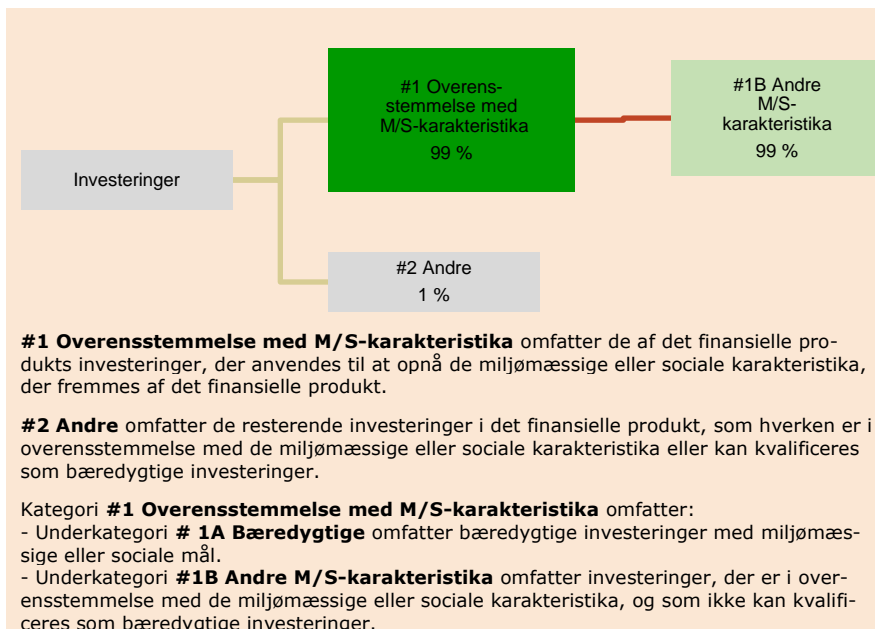 #1 Overens-
stemmelse med
M/S-karakteristika
99 %
#1B Andre
M/S-
karakteristika
99 %
Investeringer
#2 Andre
1 %
#1 Overensstemmelse med M/S-karakteristika omfatter de af det finansielle pro-
dukts investeringer, der anvendes til at opnå de miljømæssige eller sociale karakteristika,
der fremmes af det finansielle produkt.
#2 Andre omfatter de resterende investeringer i det finansielle produkt, som hverken er i
overensstemmelse med de miljømæssige eller sociale karakteristika eller kan kvalificeres
som bæredygtige investeringer.
Kategori #1 Overensstemmelse med M/S-karakteristika omfatter:
- Underkategori # 1A Bæredygtige omfatter bæredygtige investeringer med miljømæs-
sige eller sociale mål.
- Underkategori #1B Andre M/S-karakteristika omfatter investeringer, der er i over-
ensstemmelse med de miljømæssige eller sociale karakteristika, og som ikke kan kvalifi-
ceres som bæredygtige investeringer.